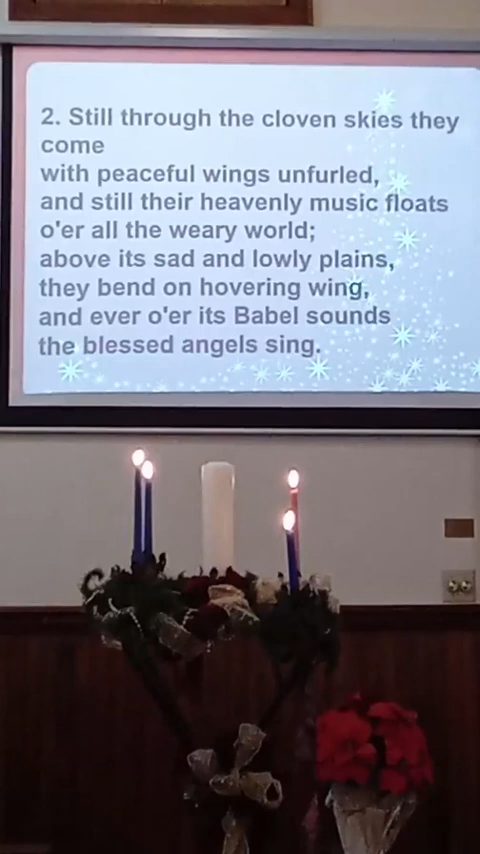 2. Still through the cloven skies they
come
with peaceful wings unfurled,
and still their heavenly music floats
o'er all the weary world;
above its sad and lowly plains,
they bend on hovering wing,
and ever o'er its Babel sounds
the blessed angels sing.